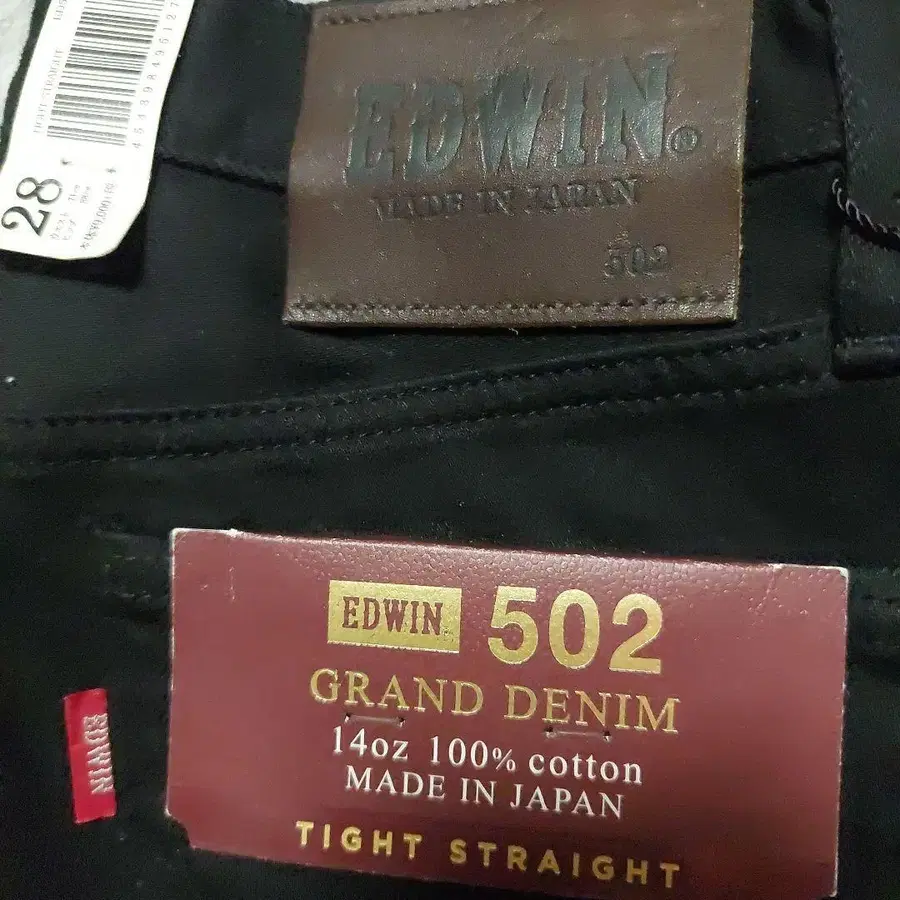 28
EDWIN®
MADE IN JAPAN
502
EDWIN
502
GRAND DENIM
14oz 100% cotton
MADE IN JAPAN
TIGHT STRAIGHT
EDWIN